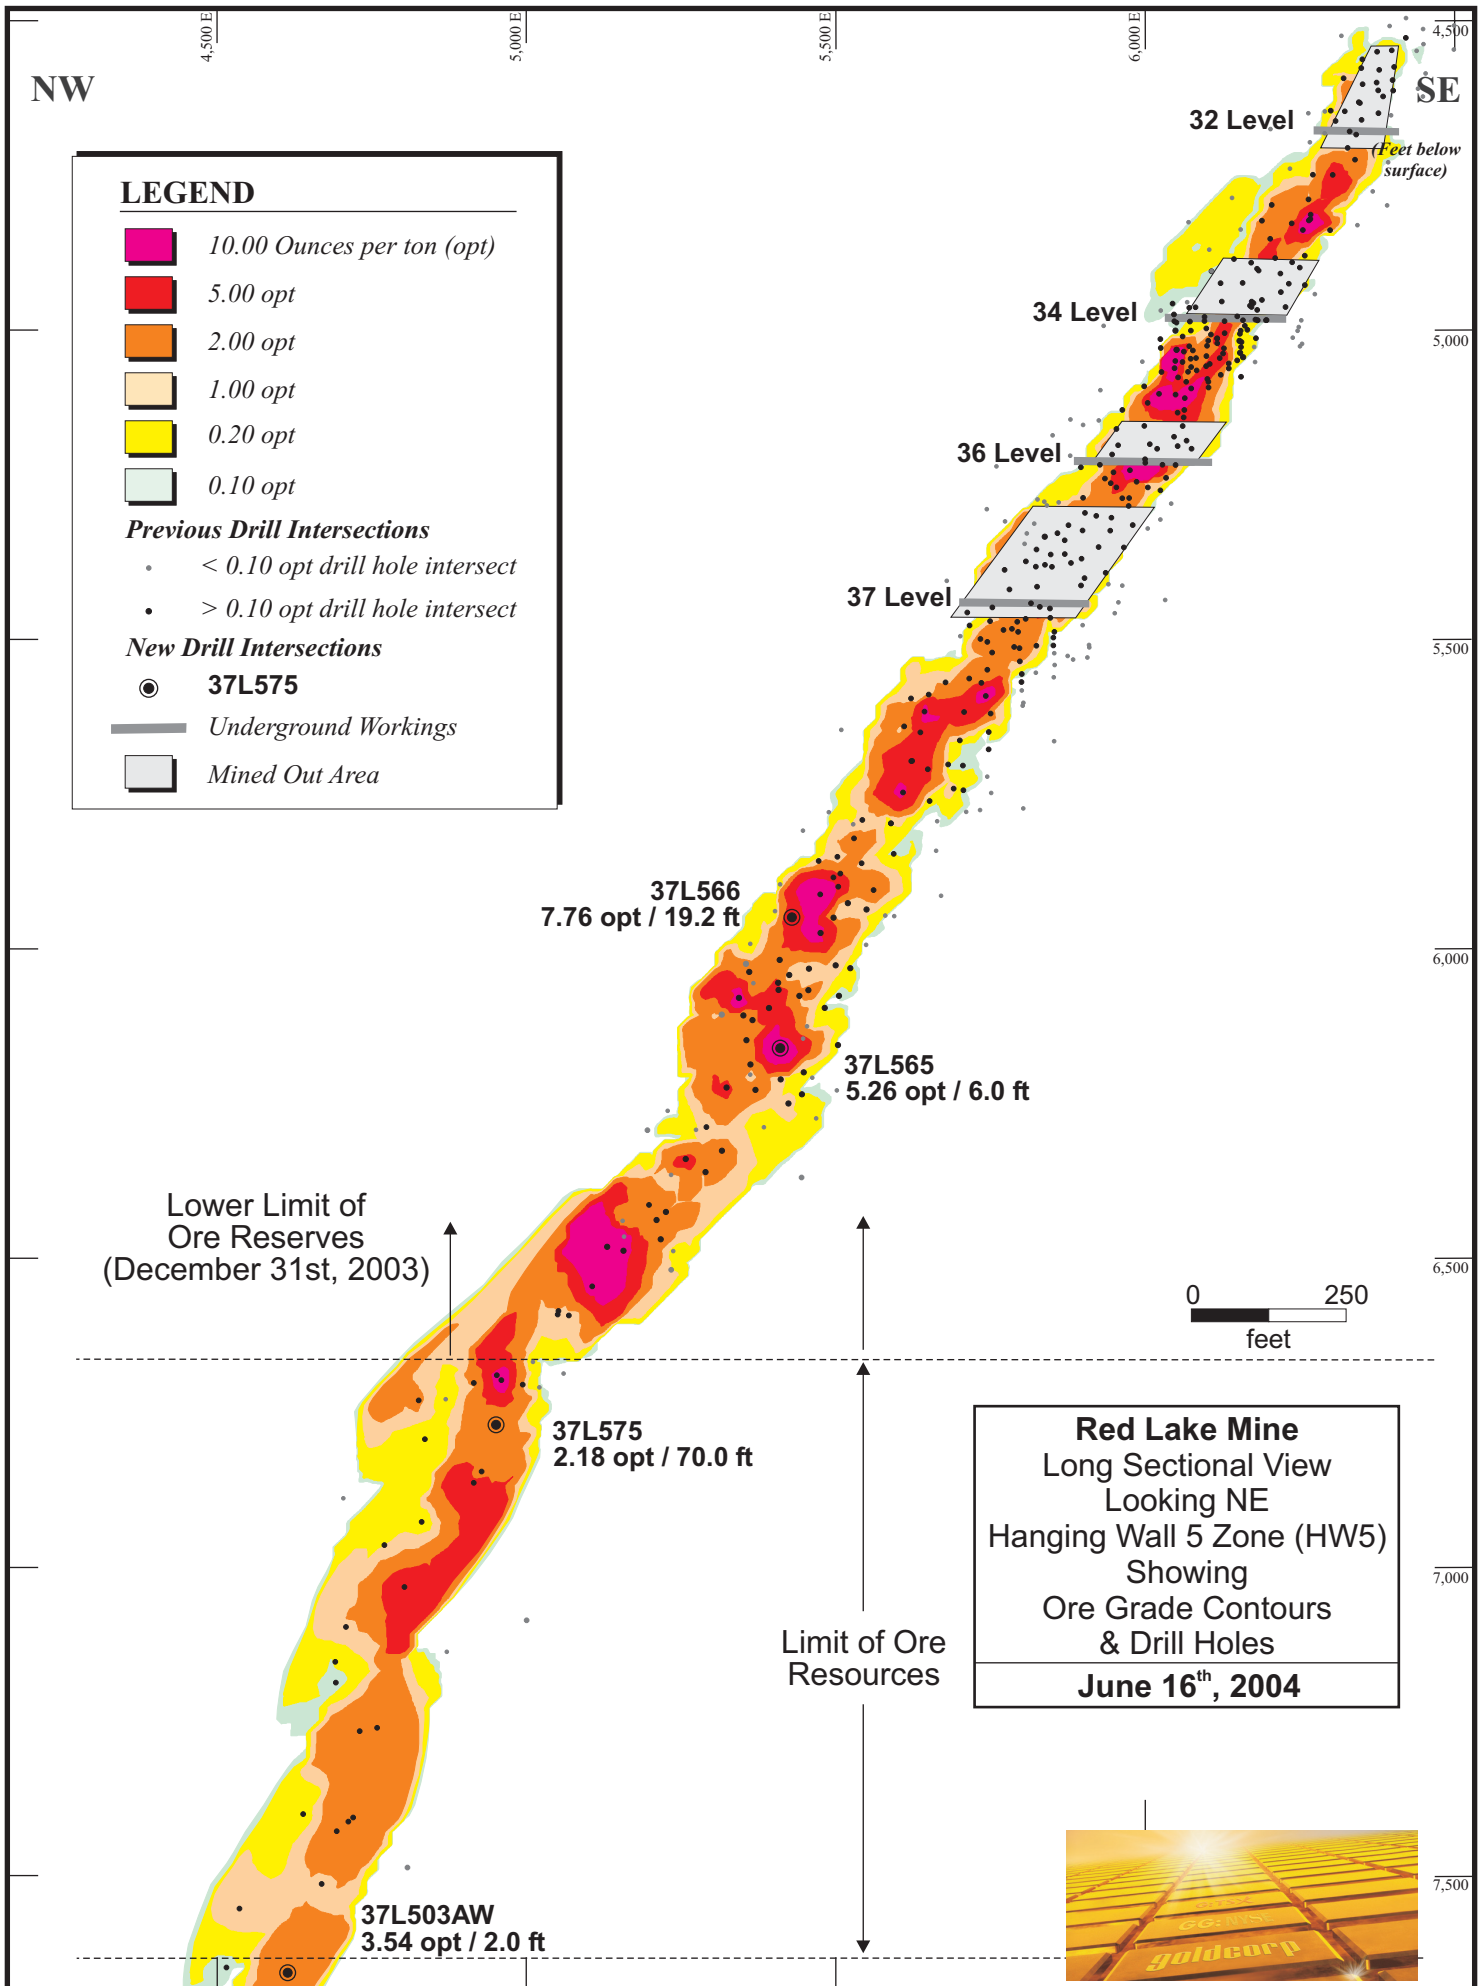 4,500 E
5,000 E
5,500 E
6,000 E
4,500
NW
SE
32 Level
(Feet below
surface)
LEGEND
10.00 Ounces per ton (opt)
5.00 opt
2.00 opt
1.00 opt
0.20 opt
0.10 opt
Previous Drill Intersections
< 0.10 opt drill hole intersect
> 0.10 opt drill hole intersect
New Drill Intersections
37L575
Underground Workings
Mined Out Area
34 Level
5,000
36 Level
37 Level
5,500
37L566
7.76 opt / 19.2 ft
6,000
37L565
5.26 opt / 6.0 ft
Lower Limit of
Ore Reserves
(December 31st, 2003)
6,500
0 250
feet
37L575
2.18 opt / 70.0 ft
Red Lake Mine
Long Sectional View
Looking NE
Hanging Wall 5 Zone (HW5)
Showing
Ore Grade Contours
& Drill Holes
June 16th, 2004
7,000
Limit of Ore
Resources
7,500
37L503AW
3.54 opt / 2.0 ft
GG: NYSE
goldcorp